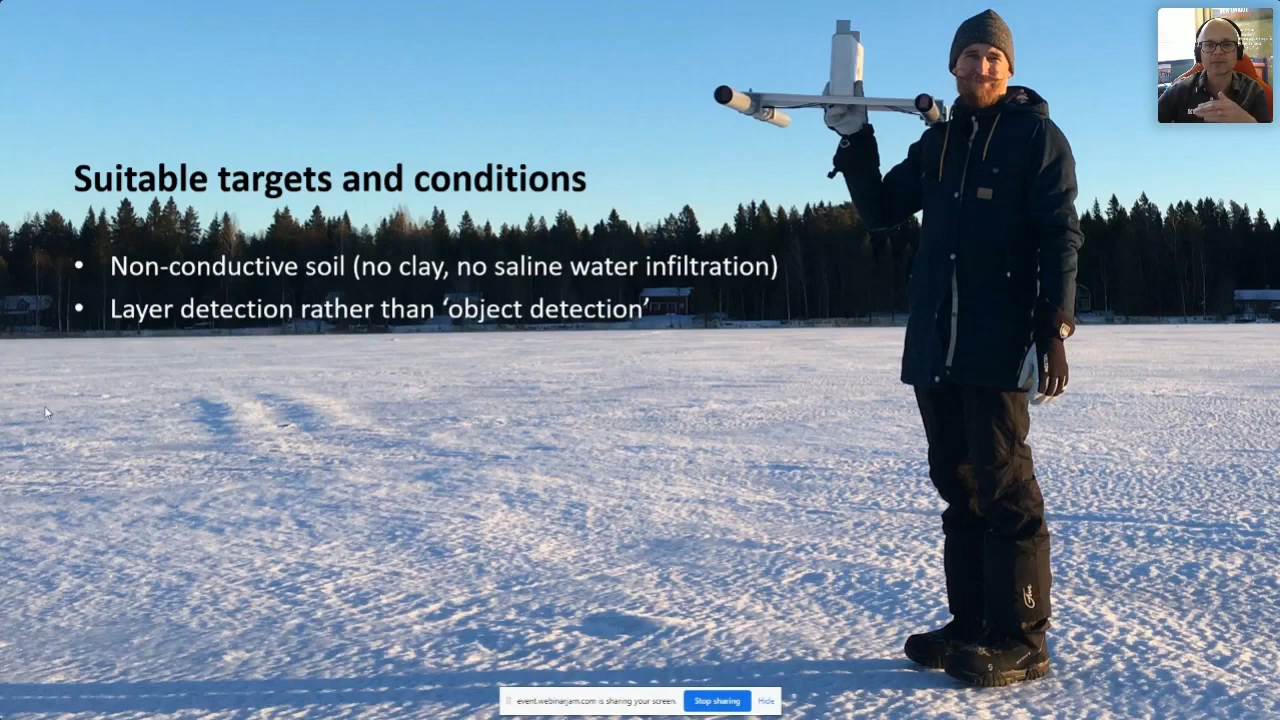 Suitable targets and conditions
• Non-conductive soil (no clay, no saline water infiltration)
• Layer detection rather than ‘object detection’
event.webinarjam.com is sharing your screen.
Stop sharing
Hide